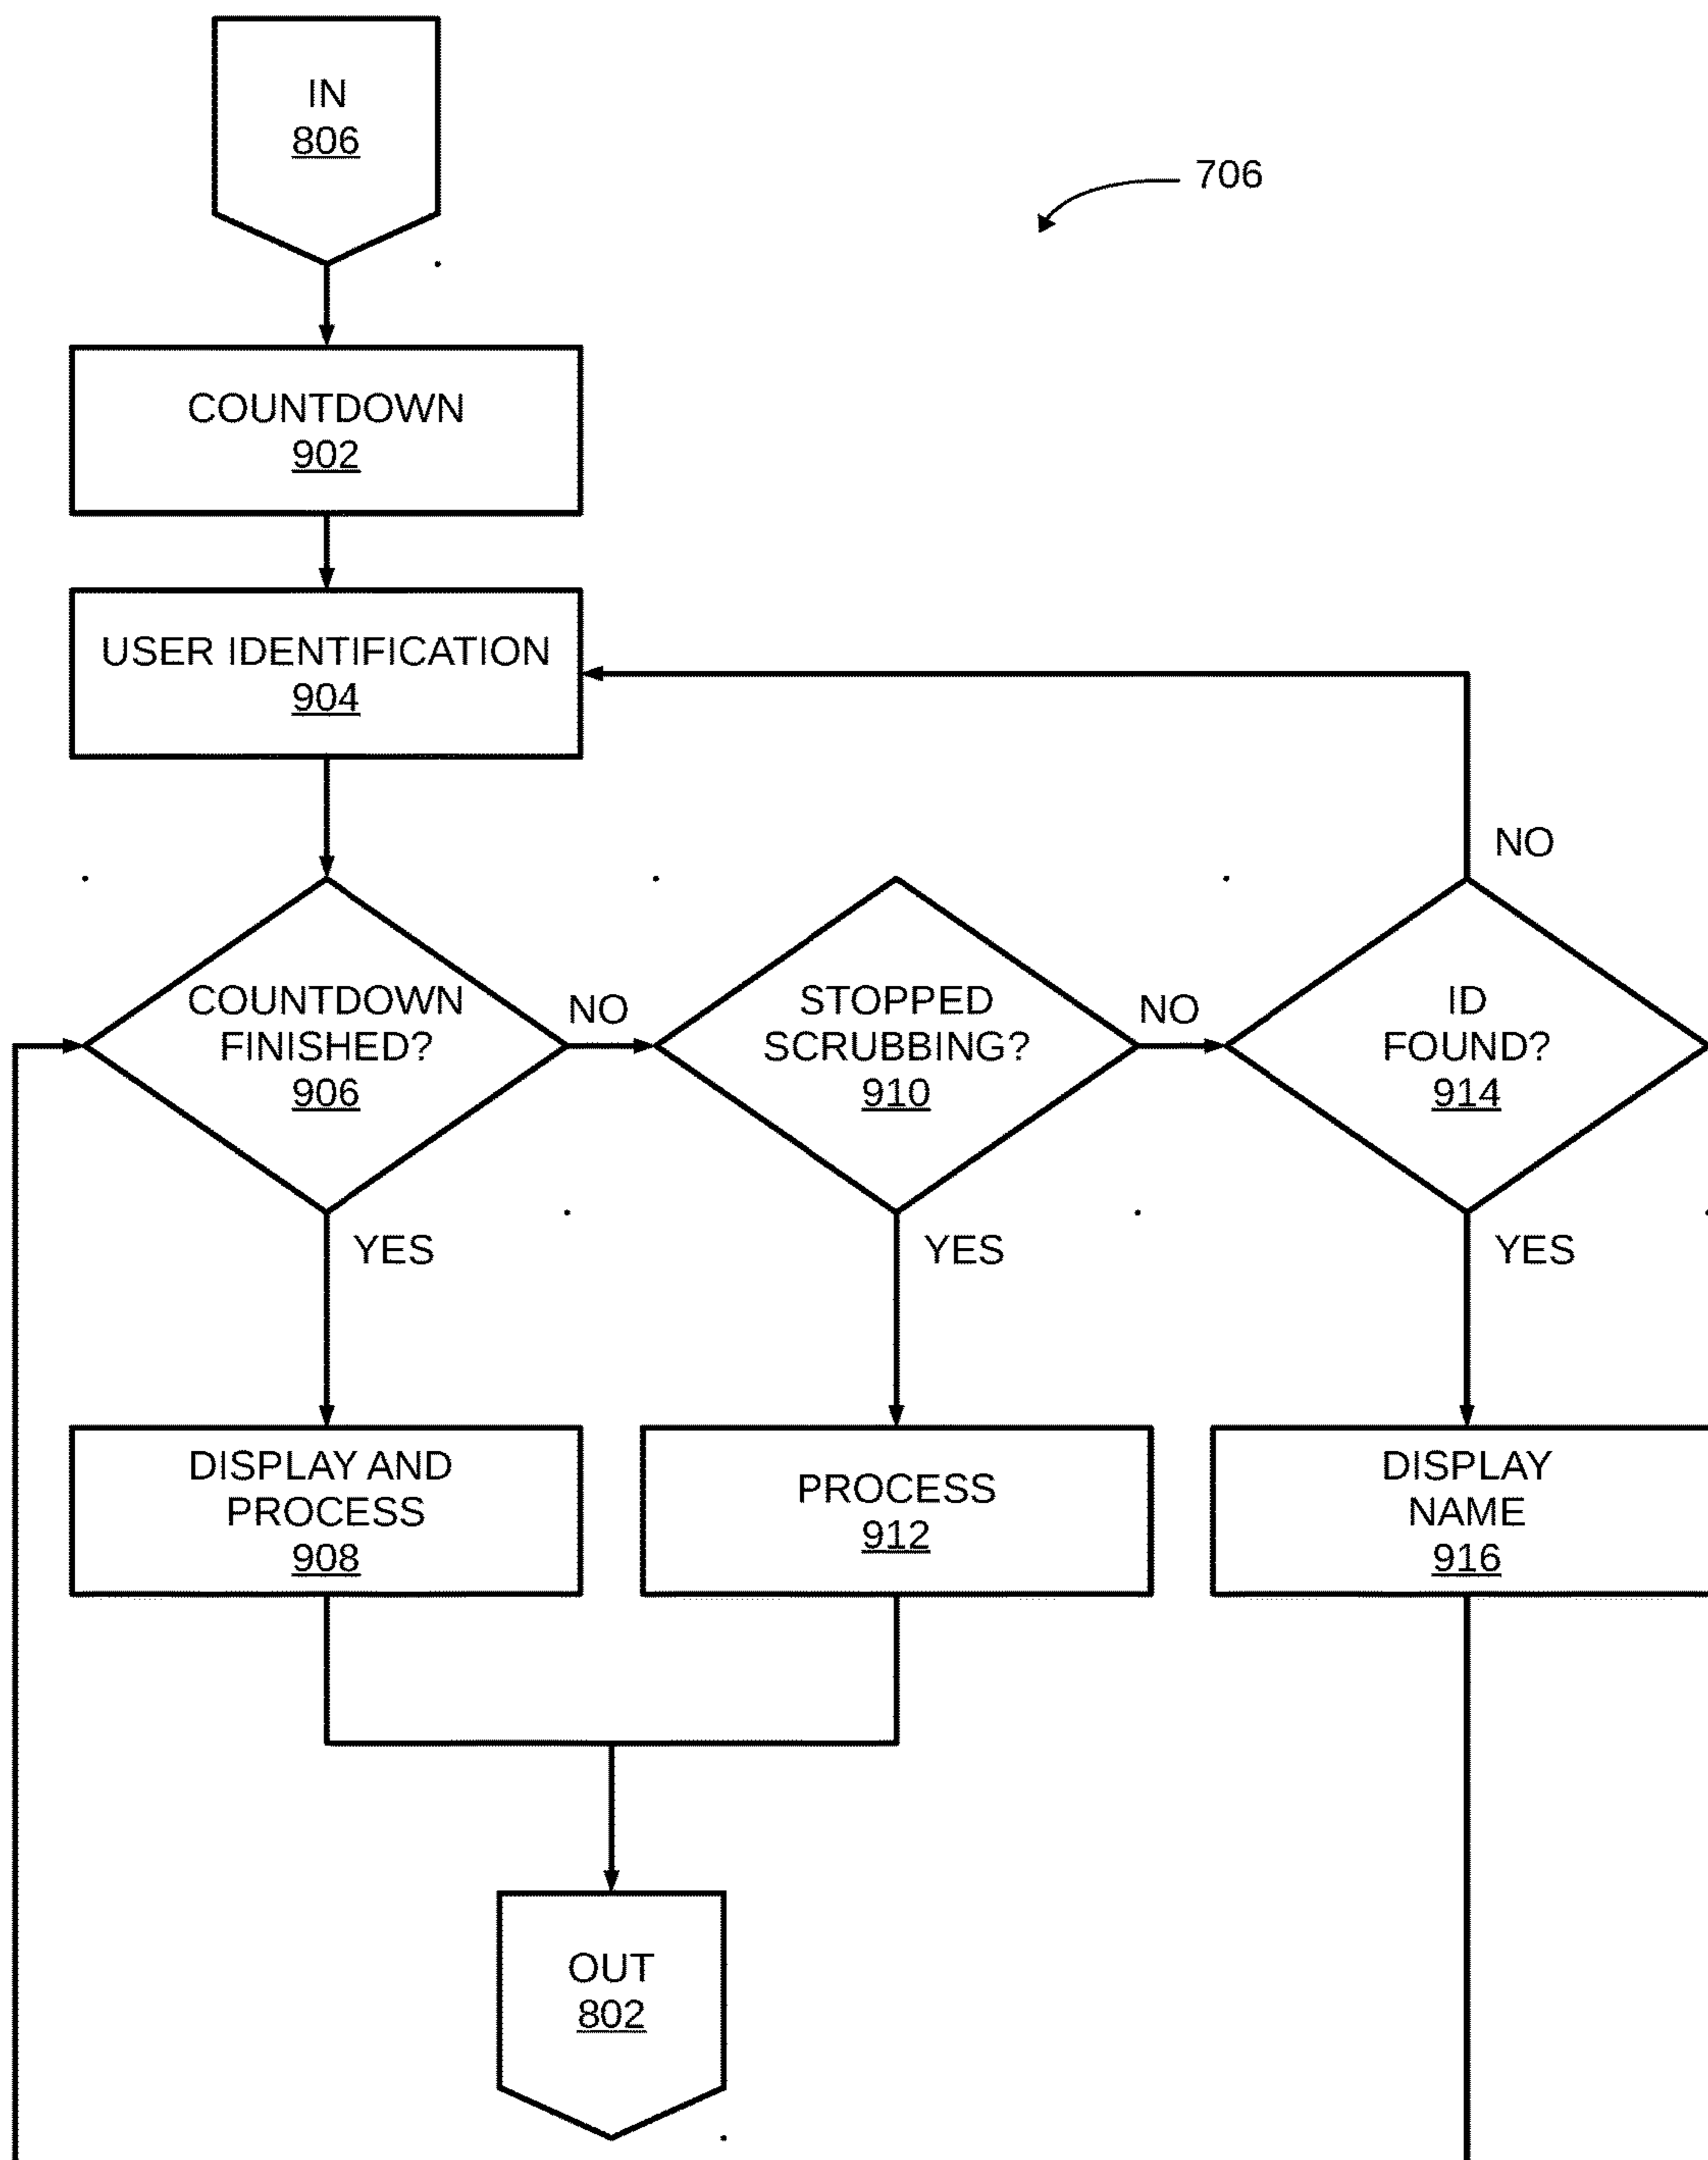 IN
806
706
COUNTDOWN
902
USER IDENTIFICATION
904
NO
COUNTDOWN
FINISHED?
906
NO
STOPPED
SCRUBBING?
910
NO
ID
FOUND?
914
YES
YES
YES
DISPLAY AND
PROCESS
908
PROCESS
912
DISPLAY
NAME
916
OUT
802